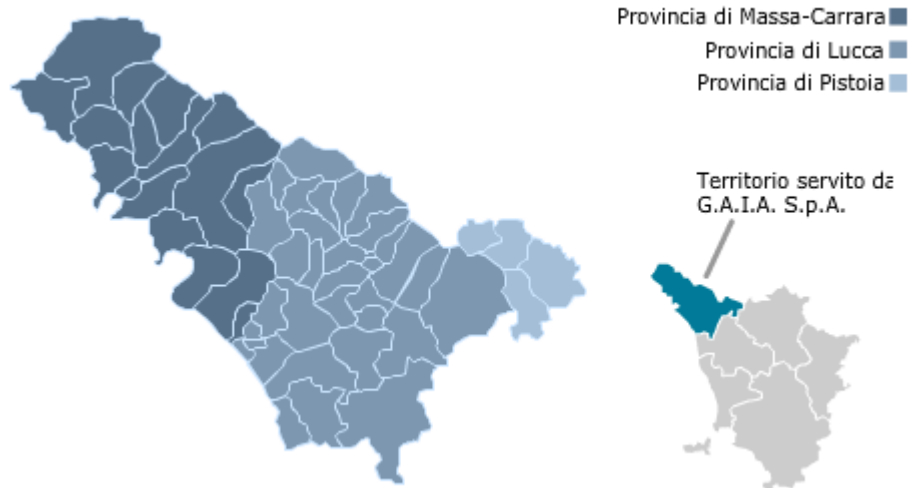 Provincia di Massa-Carrara
Provincia di Lucca
Provincia di Pistoia
Territorio servito da
G.A.I.A. S.p.A.